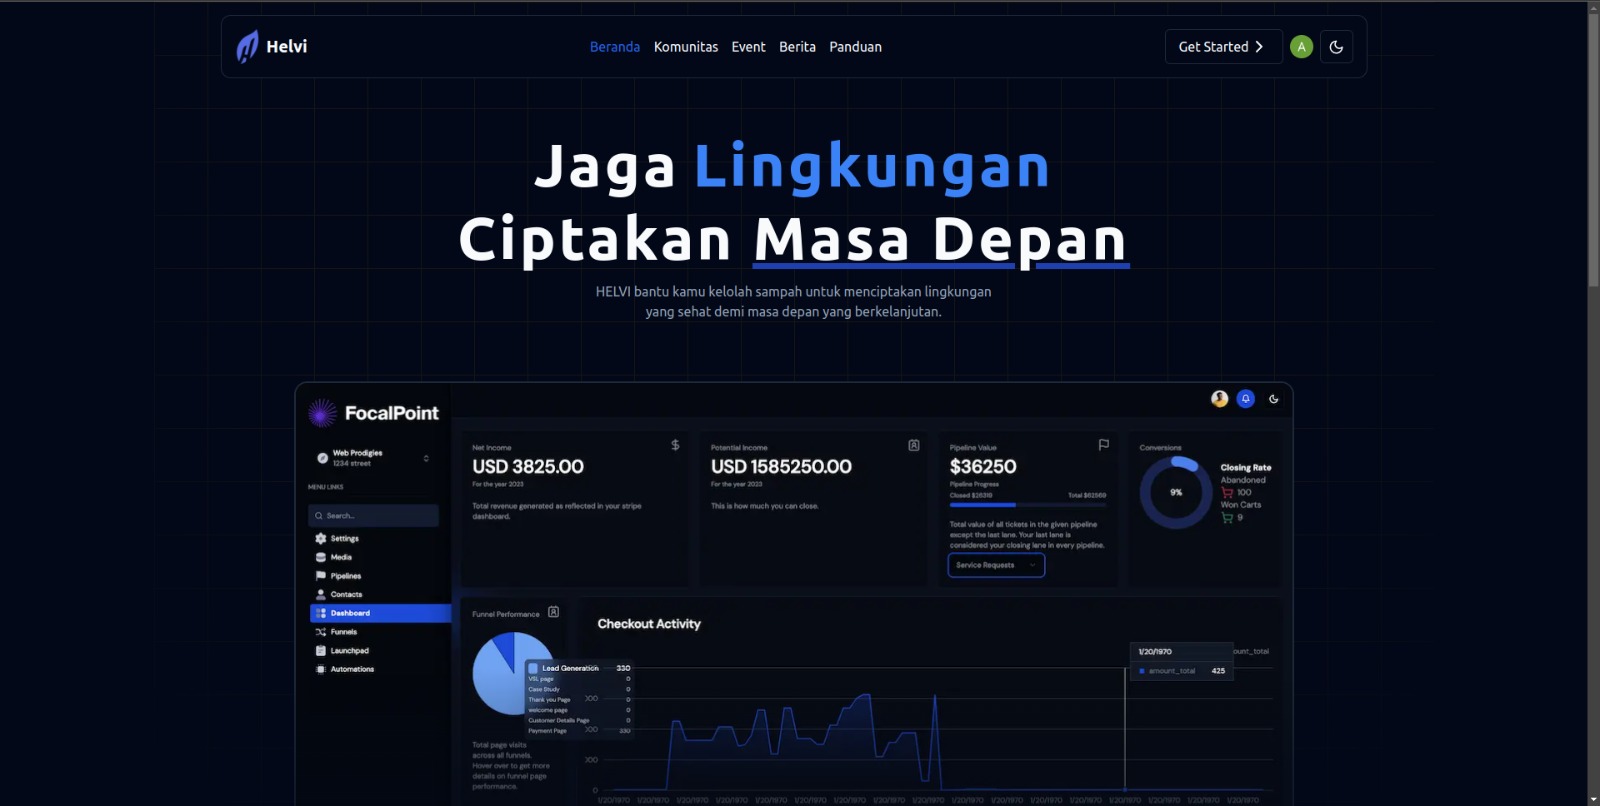 Helvi
Beranda Komunitas Event Berita Panduan
Get Started
A
Jaga Lingkungan
Ciptakan Masa Depan
HELVI bantu kamu kelolah sampah untuk menciptakan lingkungan
yang sehat demi masa depan yang berkelanjutan.
FocalPoint
Web Prodigies
1234 street
MENU LINKS
Search...
Settings
Media
Pipelines
Contacts
Dashboard
Funnels
Launchpad
Automations
Net Income
USD 3825.00
For the year 2023
Total revenue generated as reflected in your stripe
dashboard.
Potential Income
USD 1585250.00
For the year 2023
This is how much you can close.
Pipeline Value
$36250
Pipeline Progress
Closed $26319 Total $62569
Total value of all tickets in the given pipeline
except the last lane. Your last lane is
considered your closing lane in every pipeline.
Service Requests
Conversions
9%
Closing Rate
Abandoned
100
Won Carts
9
Funnel Performance
Lead Generation 330
VSL page 0
Case Study 0
Thank you Page 0
welcome page 0
Customer Details Page 0
Payment Page 330
Total page visits
across all funnels.
Hover over to get more
details on funnel page
performance.
Checkout Activity
1/20/1970
ount_total
amount_total 425
000
000
000
0
1/20/1970 1/20/1970 1/20/1970 1/20/1970 1/20/1970 1/20/1970 1/20/1970 1/20/1970 1/20/1970 1/20/1970 1/20/1970 1/20/1970 1/20/1970 1/20/1970 1/20/1970 1/20/1970 1/20/1970